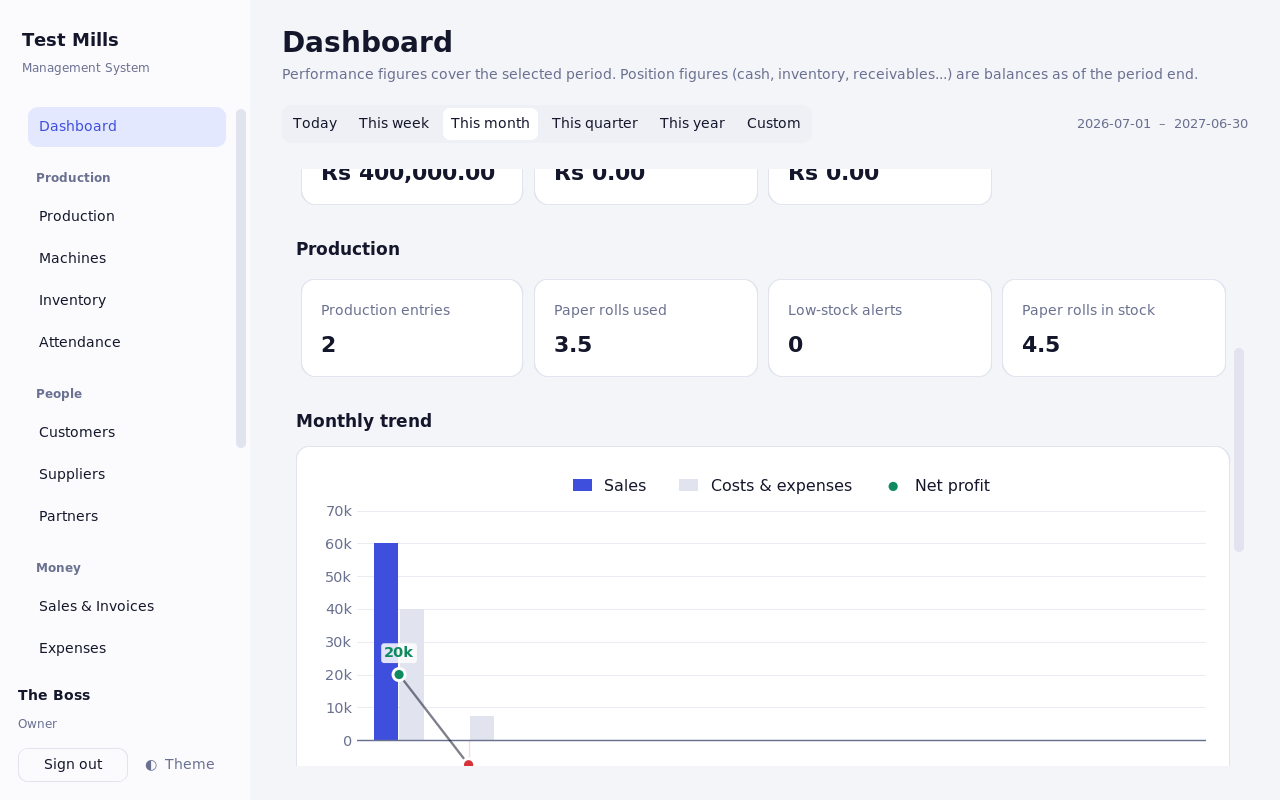 Test Mills
Management System
Dashboard
Production
Production
Machines
Inventory
Attendance
People
Customers
Suppliers
Partners
Money
Sales & Invoices
Expenses
The Boss
Owner
Sign out
Theme
Dashboard
Performance figures cover the selected period. Position figures (cash, inventory, receivables...) are balances as of the period end.
Today This week This month This quarter This year Custom
2026-07-01 – 2027-06-30
Rs 400,000.00
Rs 0.00
Rs 0.00
Production
Production entries
2
Paper rolls used
3.5
Low-stock alerts
0
Paper rolls in stock
4.5
Monthly trend
Sales Costs & expenses Net profit
70k
60k
50k
40k
30k
20k
20k
10k
0